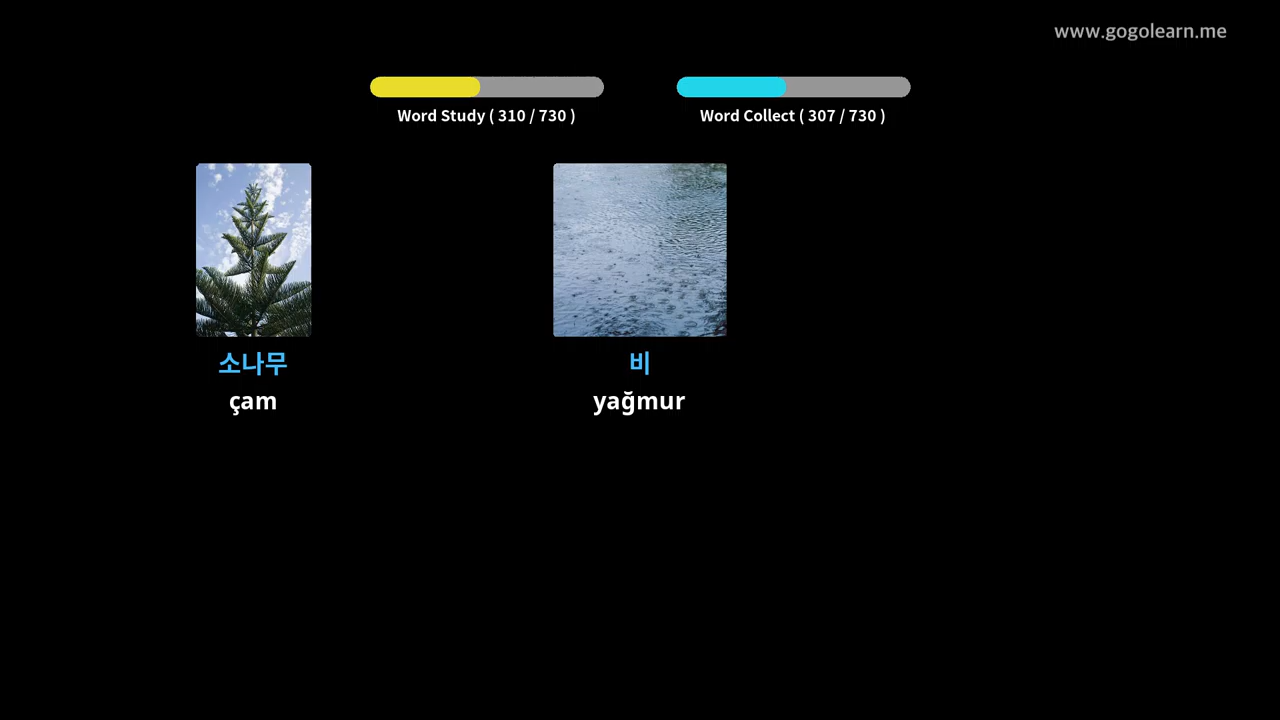 www.gogolearn.me
Word Study ( 310 / 730 )
Word Collect ( 307 / 730 )
소나무
çam
비
yağmur